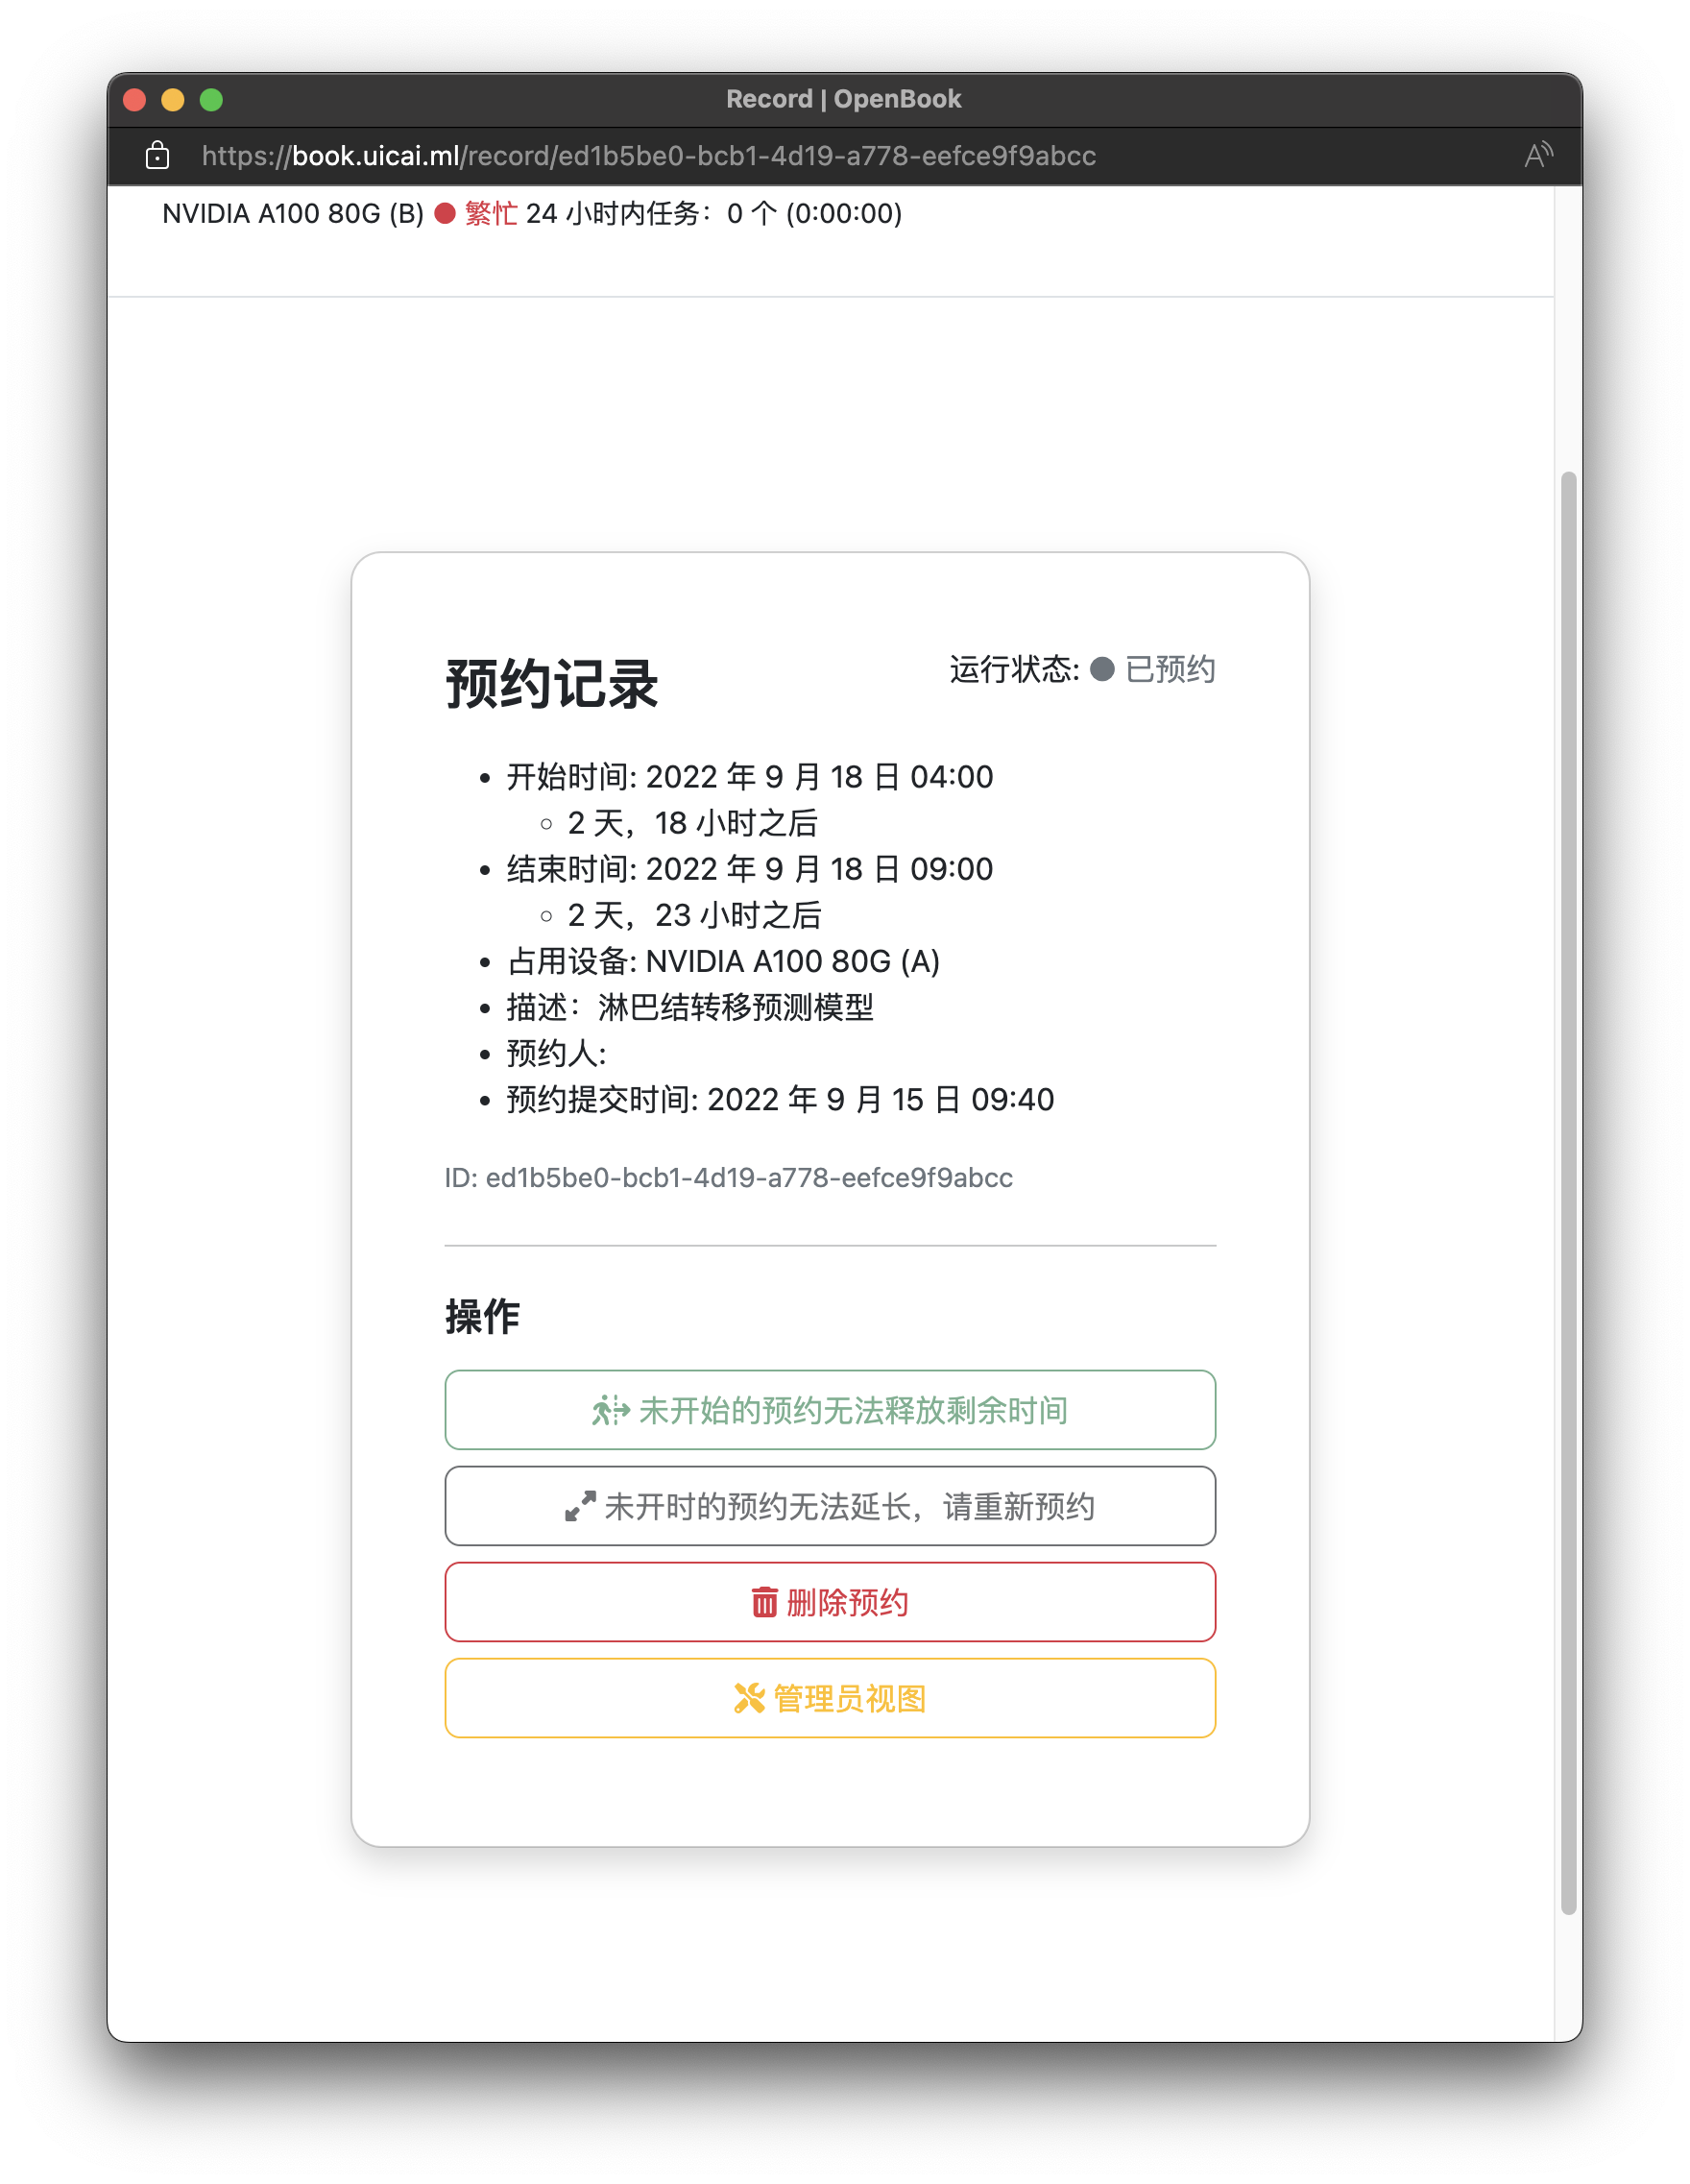 Record | OpenBook
https://book.uicai.ml/record/ed1b5be0-bcb1-4d19-a778-eefce9f9abcc
NVIDIA A100 80G (B) 繁忙 24 小时内任务：0 个 (0:00:00)
预约记录
运行状态: 已预约
开始时间: 2022 年 9 月 18 日 04:00
2 天，18 小时之后
结束时间: 2022 年 9 月 18 日 09:00
2 天，23 小时之后
占用设备: NVIDIA A100 80G (A)
描述：淋巴结转移预测模型
预约人:
预约提交时间: 2022 年 9 月 15 日 09:40
ID: ed1b5be0-bcb1-4d19-a778-eefce9f9abcc
操作
未开始的预约无法释放剩余时间
未开时的预约无法延长，请重新预约
删除预约
管理员视图